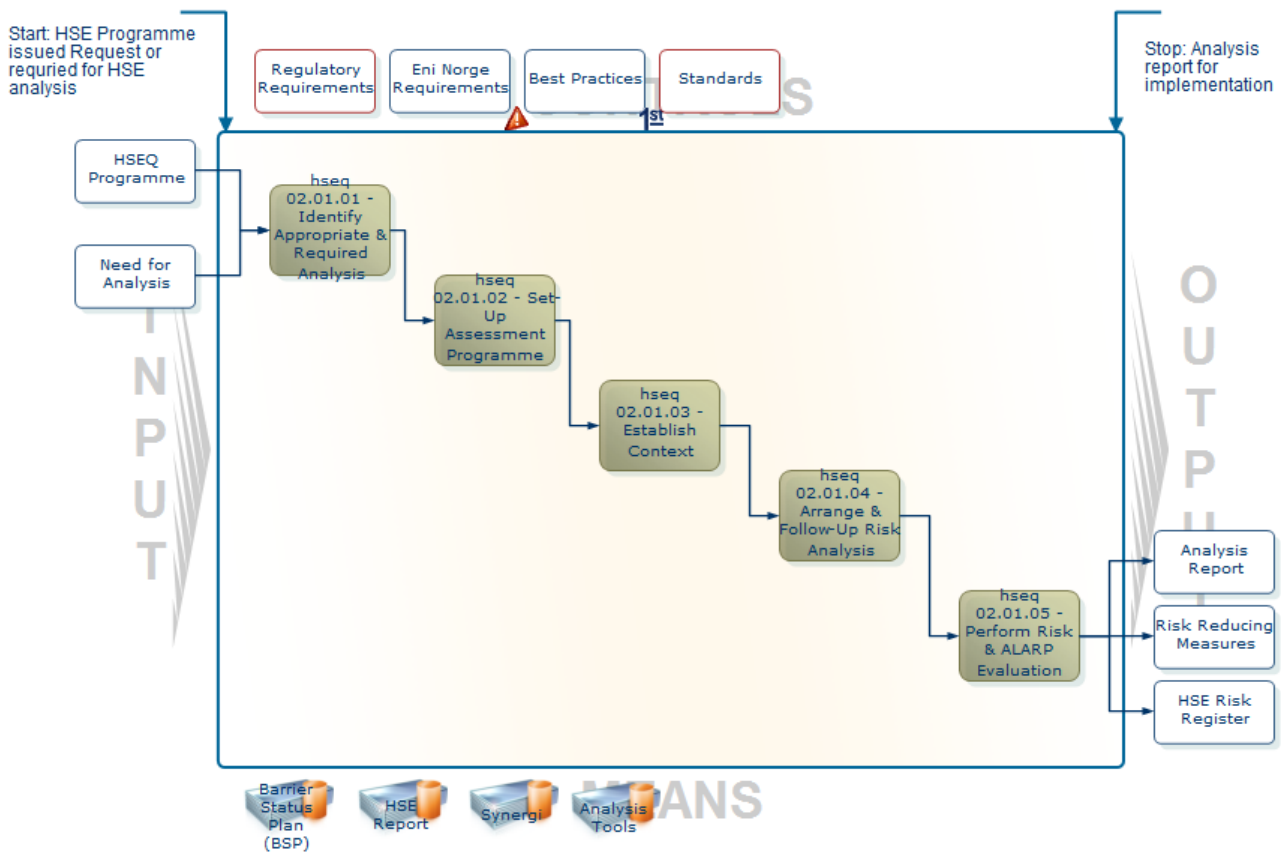 Start: HSE Programme
issued Request or
requried for HSE
analysis
Stop: Analysis
report for
implementation
Regulatory
Requirements
Eni Norge
Requirements
Best Practices
Standards
1st
HSEQ
Programme
Need for
Analysis
hseq
02.01.01 -
Identify
Appropriate &
Required
Analysis
hseq
02.01.02 - Set-
Up
Assessment
Programme
hseq
02.01.03 -
Establish
Context
hseq
02.01.04 -
Arrange &
Follow-Up Risk
Analysis
hseq
02.01.05 -
Perform Risk
& ALARP
Evaluation
INPUT
OUTPUT
Analysis
Report
Risk Reducing
Measures
HSE Risk
Register
Barrier
Status
Plan
(BSP)
HSE
Report
Synergi
Analysis
Tools
MEANS